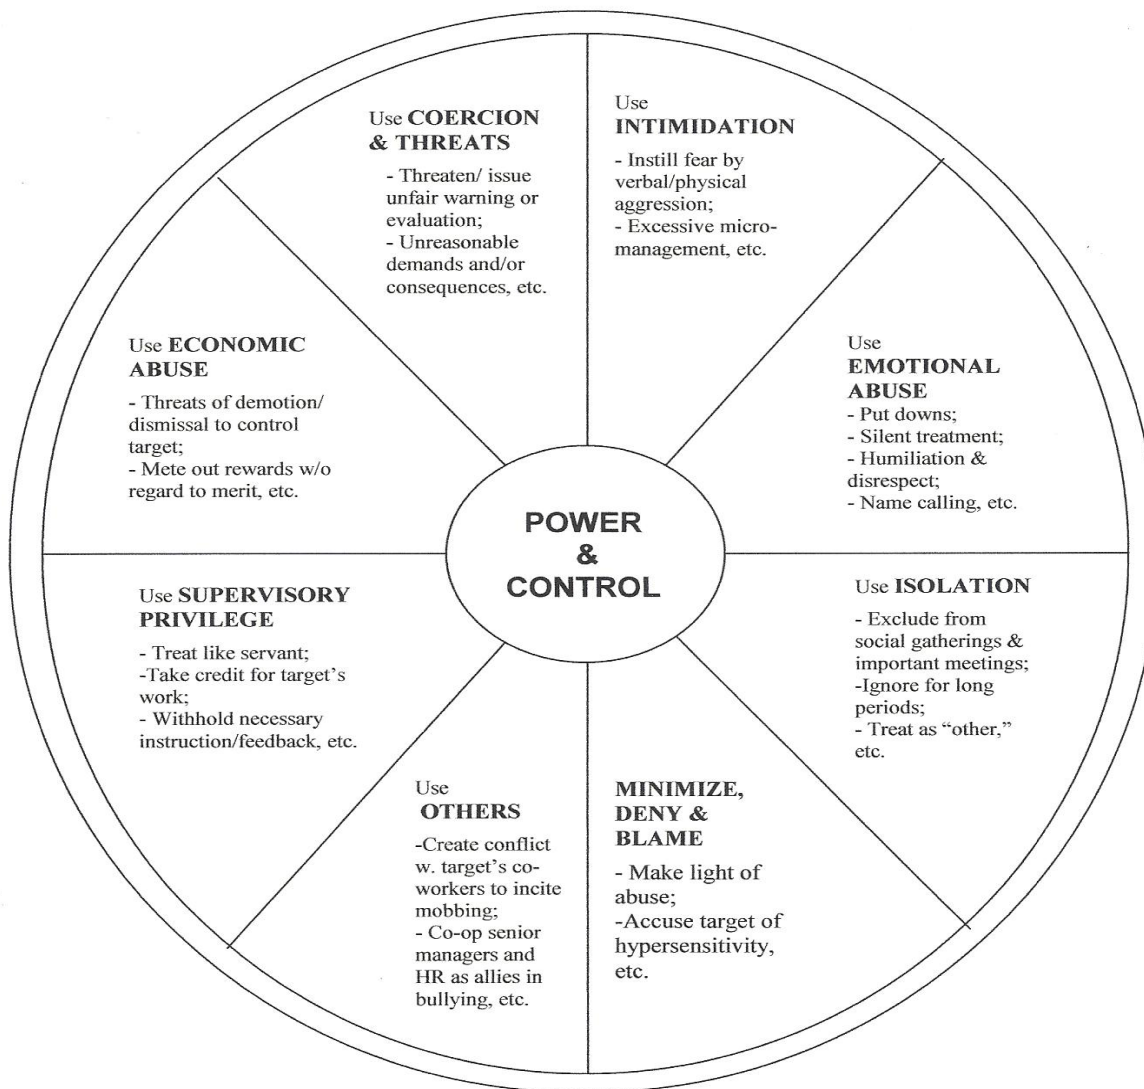 Use COERCION
& THREATS
- Threaten/ issue
unfair warning or
evaluation;
- Unreasonable
demands and/or
consequences, etc.
Use
INTIMIDATION
- Instill fear by
verbal/physical
aggression;
- Excessive micro-
management, etc.
Use
EMOTIONAL
ABUSE
- Put downs;
- Silent treatment;
- Humiliation &
disrespect;
- Name calling, etc.
Use ISOLATION
- Exclude from
social gatherings &
important meetings;
-Ignore for long
periods;
- Treat as “other,”
etc.
MINIMIZE,
DENY &
BLAME
- Make light of
abuse;
-Accuse target of
hypersensitivity,
etc.
Use
OTHERS
-Create conflict
w. target’s co-
workers to incite
mobbing;
- Co-op senior
managers and
HR as allies in
bullying, etc.
Use SUPERVISORY
PRIVILEGE
- Treat like servant;
-Take credit for target’s
work;
- Withhold necessary
instruction/feedback, etc.
Use ECONOMIC
ABUSE
- Threats of demotion/
dismissal to control
target;
- Mete out rewards w/o
regard to merit, etc.
POWER
&
CONTROL